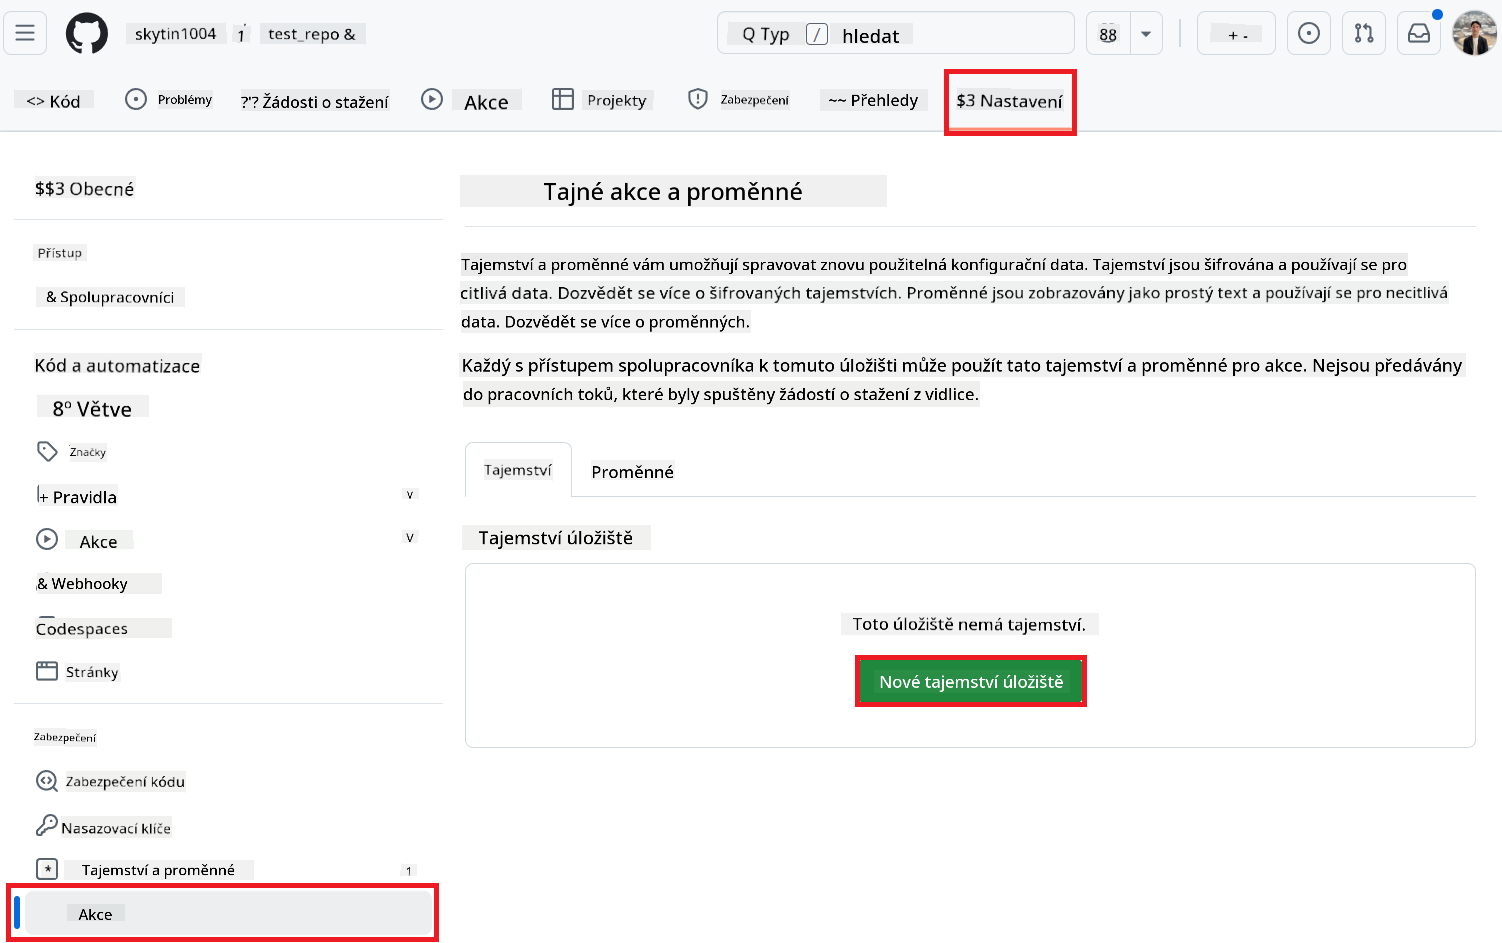 skytin1004
test_repo &
Q Typ / hledat
88
+ -
<> Kód
Problémy
?'? Žádosti o stažení
Akce
Projekty
Zabezpečení
~~ Přehledy
$3 Nastavení
$$3 Obecné
Přístup
& Spolupracovníci
Kód a automatizace
8º Větve
Značky
+ Pravidla
v
Akce
v
& Webhooky
Codespaces
Stránky
Zabezpečení
Zabezpečení kódu
Nasazovací klíče
* Tajemství a proměnné
1
Akce
Tajné akce a proměnné
Tajemství a proměnné vám umožňují spravovat znovu použitelná konfigurační data. Tajemství jsou šifrována a používají se pro
citlivá data. Dozvědět se více o šifrovaných tajemstvích. Proměnné jsou zobrazovány jako prostý text a používají se pro necitlivá
data. Dozvědět se více o proměnných.
Každý s přístupem spolupracovníka k tomuto úložišti může použít tato tajemství a proměnné pro akce. Nejsou předávány
do pracovních toků, které byly spuštěny žádostí o stažení z vidlice.
Tajemství
Proměnné
Tajemství úložiště
Toto úložiště nemá tajemství.
Nové tajemství úložiště